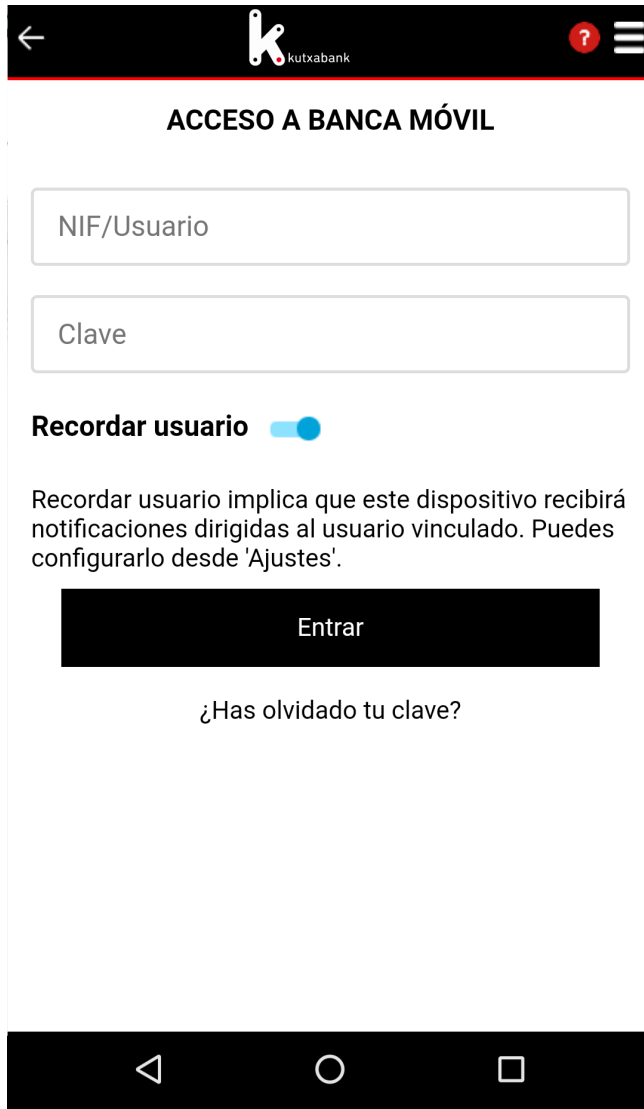 kutxabank
?
ACCESO A BANCA MÓVIL
NIF/Usuario
Clave
Recordar usuario
Recordar usuario implica que este dispositivo recibirá
notificaciones dirigidas al usuario vinculado. Puedes
configurarlo desde 'Ajustes'.
Entrar
¿Has olvidado tu clave?